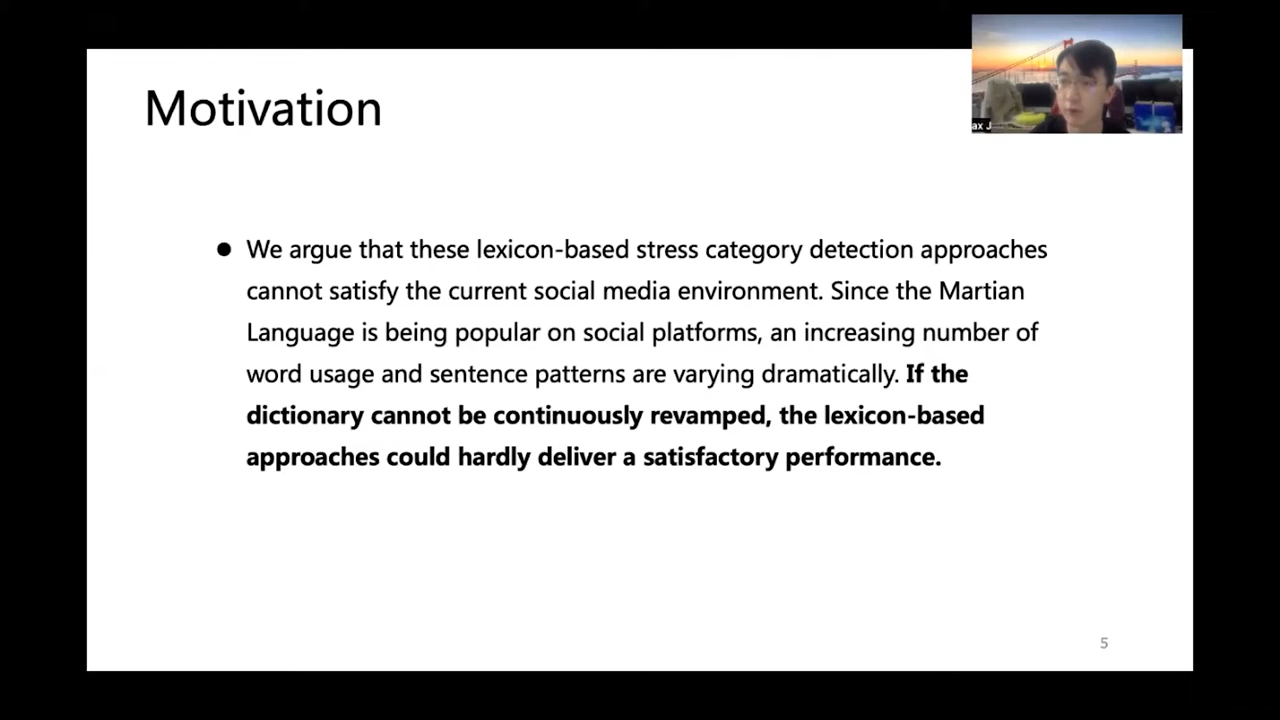 Motivation
ax J
● We argue that these lexicon-based stress category detection approaches
cannot satisfy the current social media environment. Since the Martian
Language is being popular on social platforms, an increasing number of
word usage and sentence patterns are varying dramatically. If the
dictionary cannot be continuously revamped, the lexicon-based
approaches could hardly deliver a satisfactory performance.
5